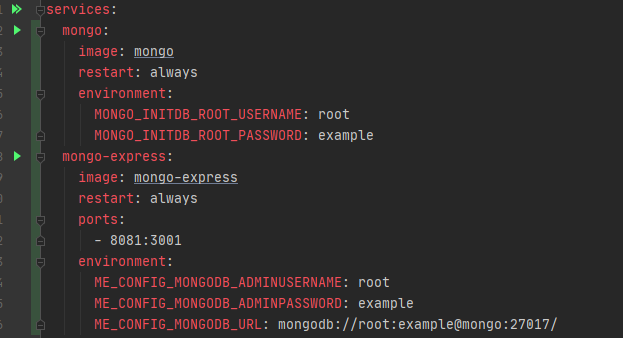 services:
  mongo:
    image: mongo
    restart: always
    environment:
      MONGO_INITDB_ROOT_USERNAME: root
      MONGO_INITDB_ROOT_PASSWORD: example
  mongo-express:
    image: mongo-express
    restart: always
    ports:
      - 8081:3001
    environment:
      ME_CONFIG_MONGODB_ADMINUSERNAME: root
      ME_CONFIG_MONGODB_ADMINPASSWORD: example
      ME_CONFIG_MONGODB_URL: mongodb://root:example@mongo:27017/